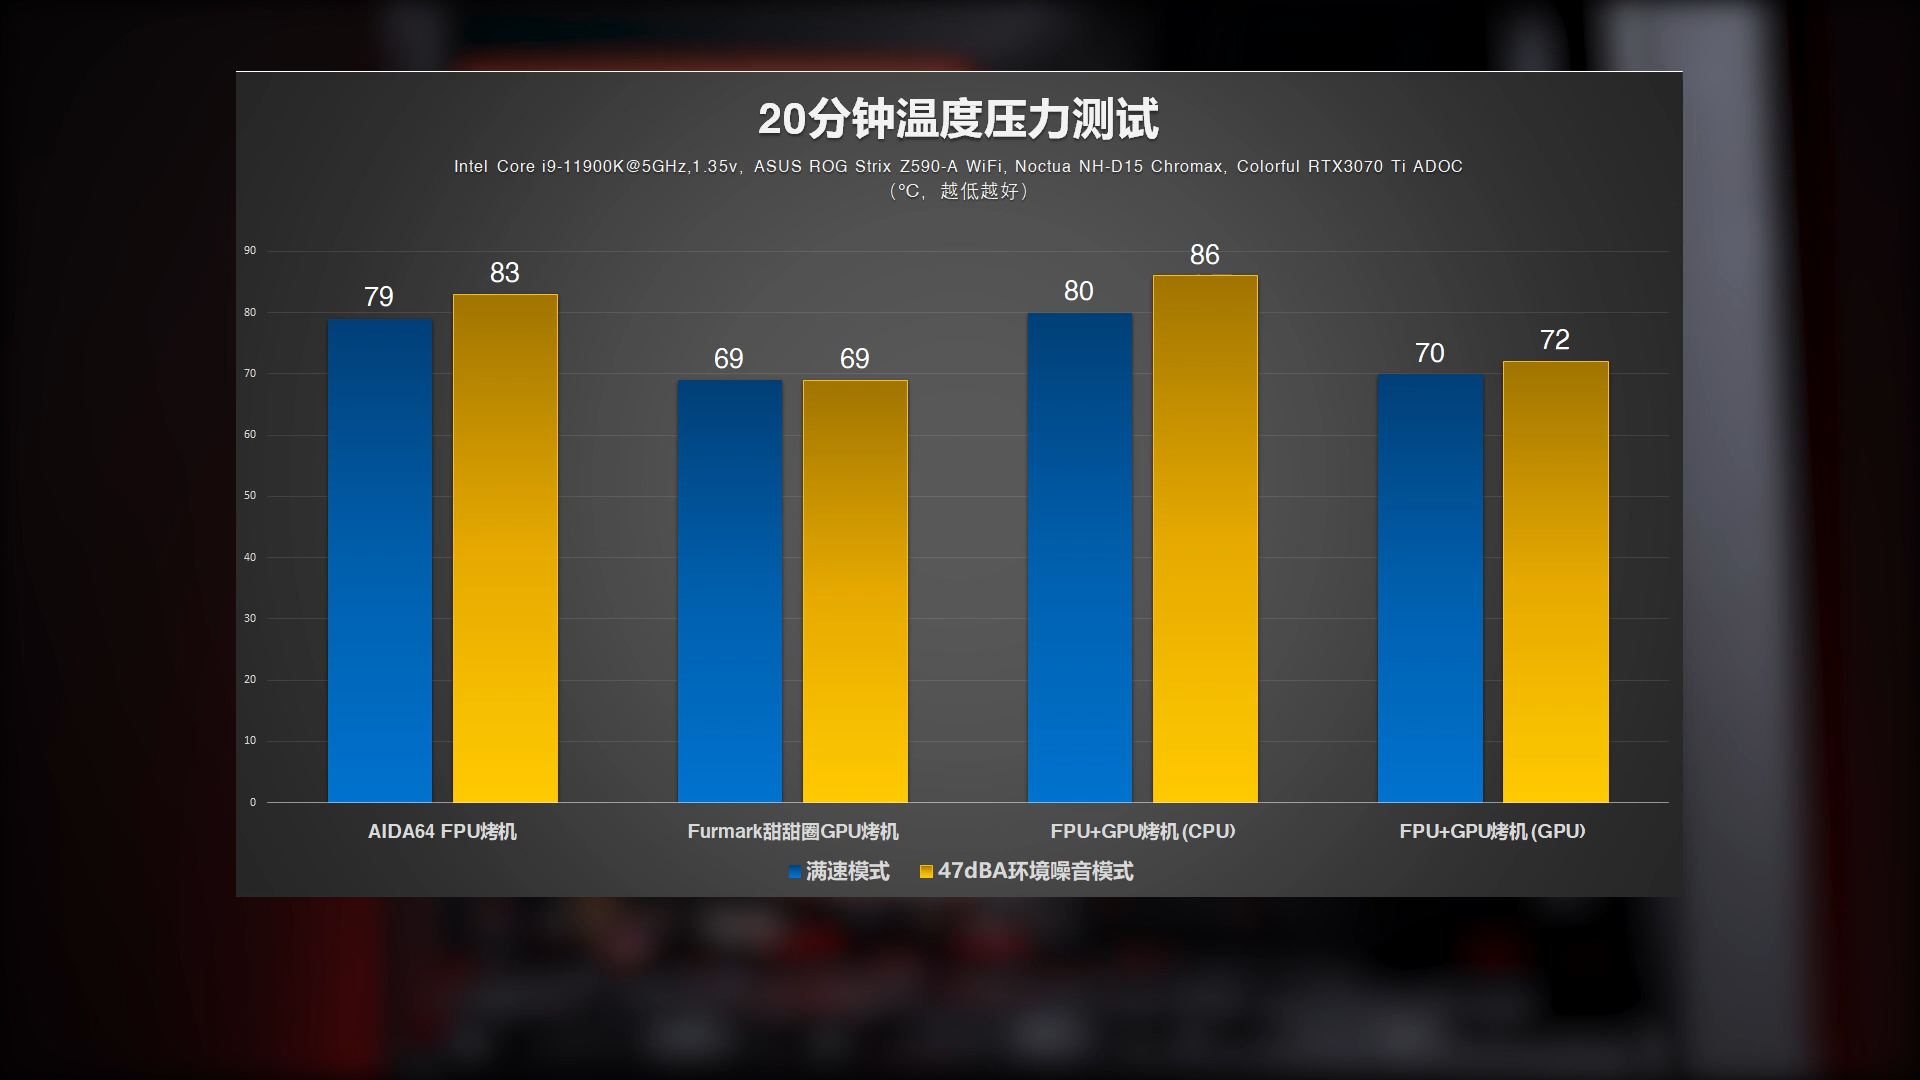 20分钟温度压力测试
Intel Core i9-11900K@5GHz,1.35v, ASUS ROG Strix Z590-A WiFi, Noctua NH-D15 Chromax, Colorful RTX3070 Ti ADOC
（℃, 越低越好）
90
80
70
60
50
40
30
20
10
0
79
83
69
69
80
86
70
72
AIDA64 FPU烤机
Furmark甜甜圈GPU烤机
FPU+GPU烤机 (CPU)
FPU+GPU烤机 (GPU)
满速模式
47dBA环境噪音模式